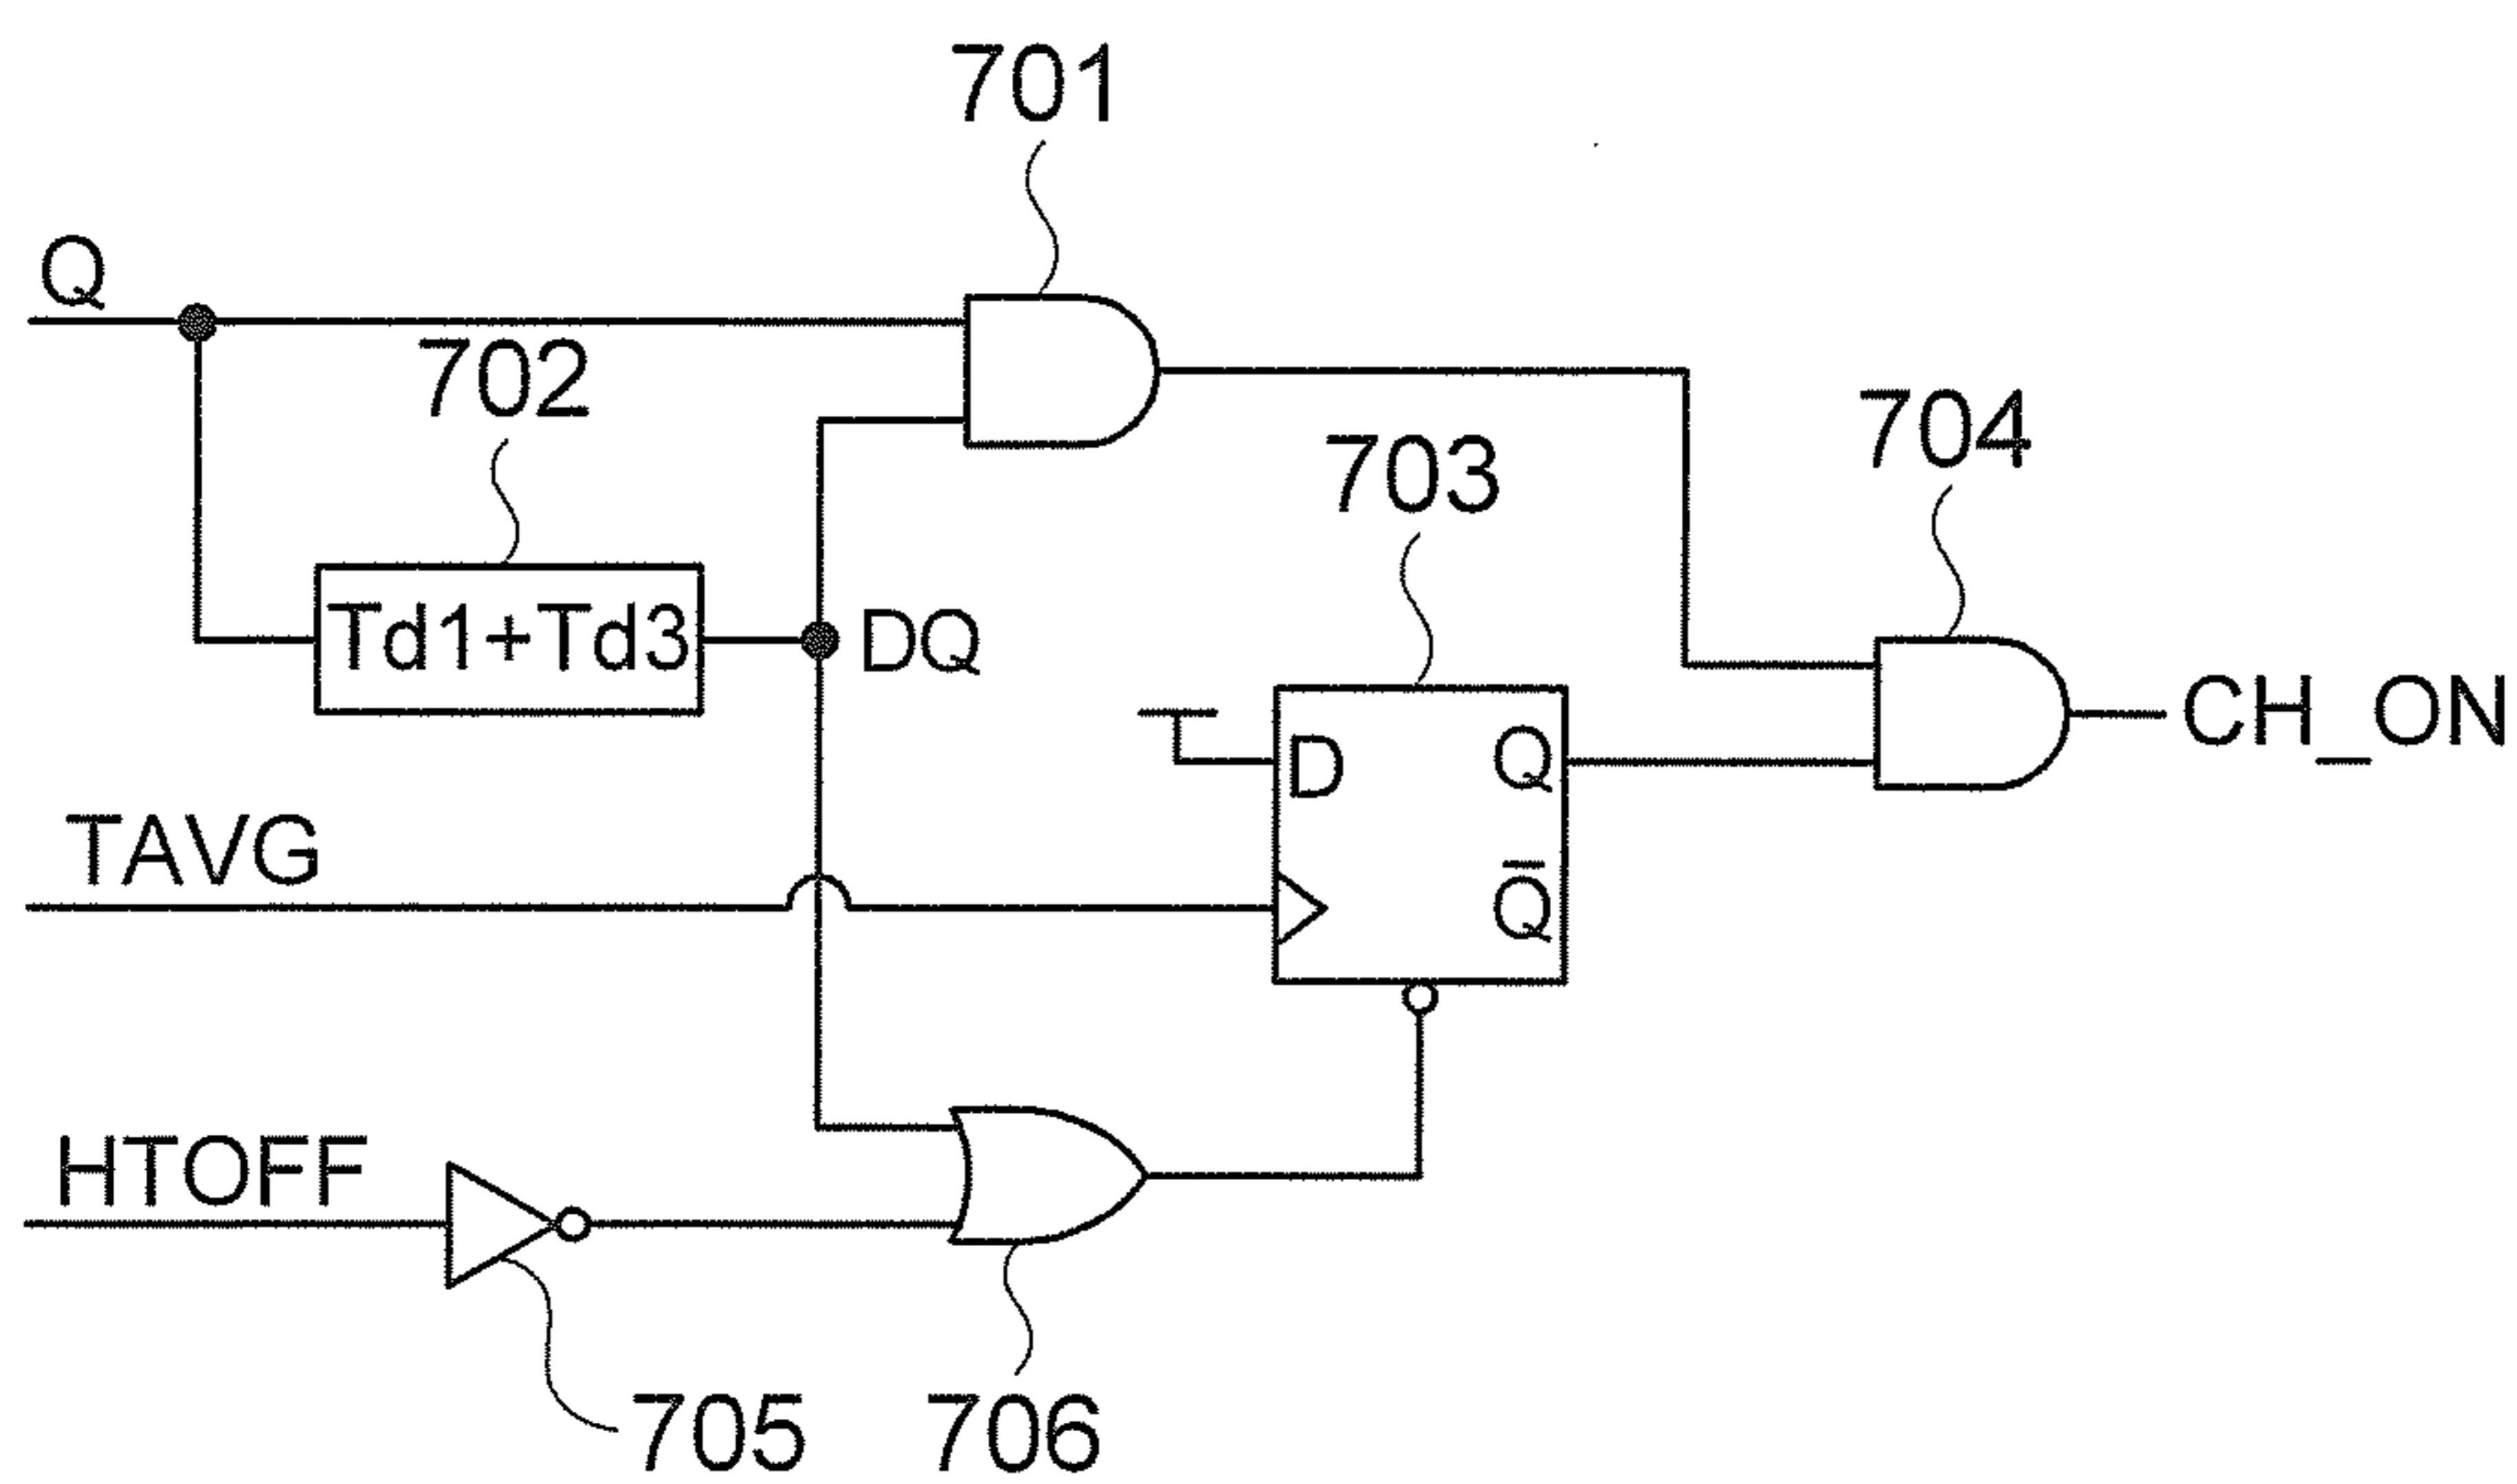 701
Q
702
704
703
Td1+Td3
DQ
D
Q
CH_ON
TAVG
Q̅
HTOFF
705
706